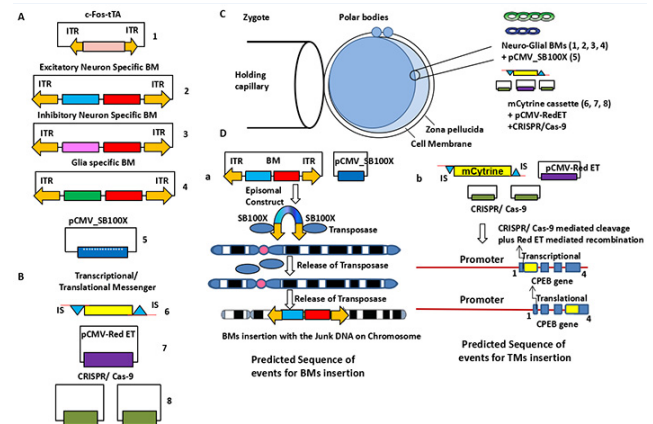 A
c-Fos-tTA
ITR
ITR
1
Excitatory Neuron Specific BM
2
Inhibitory Neuron Specific BM
3
Glia specific BM
4
pCMV_SB100X
5
B
Transcriptional/
Translational Messenger
IS
IS
6
pCMV-Red ET
7
CRISPR/ Cas-9
8
C
Zygote
Polar bodies
Holding
capillary
Zona pellucida
Cell Membrane
Neuro-Glial BMs (1, 2, 3, 4)
+ pCMV_SB100X (5)
mCytrine cassette (6, 7, 8)
+ pCMV-RedET
+CRISPR/Cas-9
D
a
ITR
BM
ITR
pCMV_SB100X
Episomal
Construct
SB100X
SB100X
Transposase
Release of Transposase
Release of Transposase
BMs insertion with the Junk DNA on Chromosome
Predicted Sequence of
events for BMs insertion
b
IS
mCytrine
IS
pCMV-Red ET
CRISPR/ Cas-9
CRISPR/ Cas-9 mediated cleavage
plus Red ET mediated recombination
Promoter
Transcriptional
1
4
CPEB gene
Promoter
Translational
1
4
CPEB gene
Predicted Sequence of
events for TMs insertion